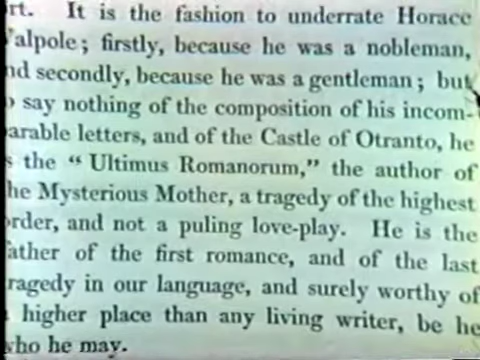 rt. It is the fashion to underrate Horace
alpole; firstly, because he was a nobleman,
nd secondly, because he was a gentleman; but
say nothing of the composition of his incom-
arable letters, and of the Castle of Otranto, he
s the “Ultimus Romanorum,” the author of
he Mysterious Mother, a tragedy of the highest
rder, and not a puling love-play. He is the
ather of the first romance, and of the last
ragedy in our language, and surely worthy of
higher place than any living writer, be he
who he may.